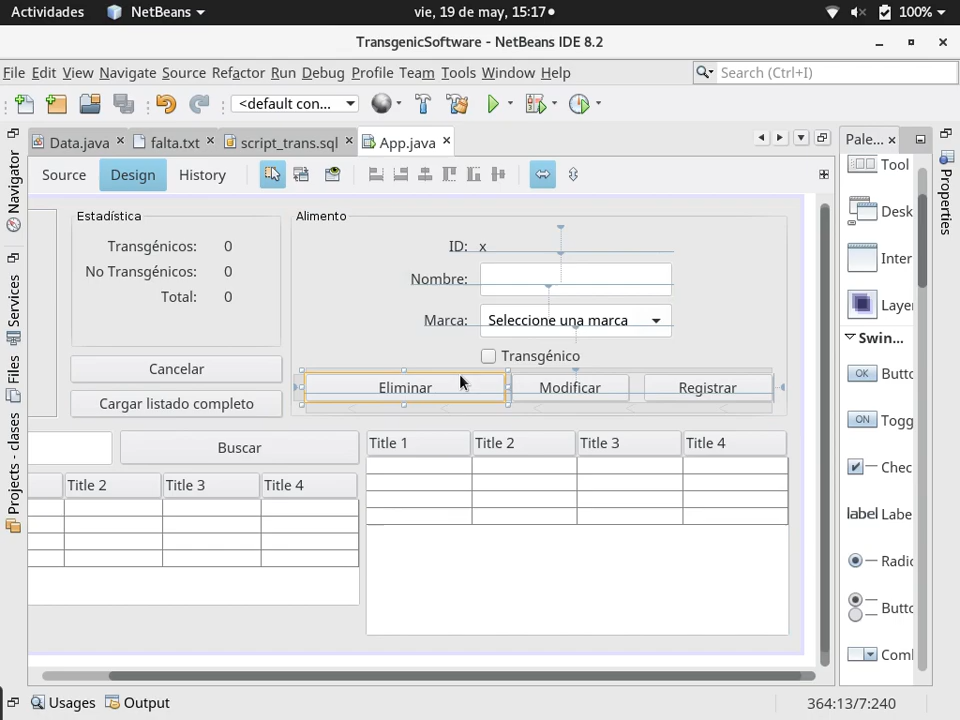 Actividades NetBeans vie, 19 de may, 15:17 100%
TransgenicSoftware - NetBeans IDE 8.2
File Edit View Navigate Source Refactor Run Debug Profile Team Tools Window Help Search (Ctrl+I)
<default con...
Data.java falta.txt script_trans.sql App.java Pale...
Source Design History Tool
Navigator
Services
Files
Projects - clases
Properties
Estadística
Transgénicos: 0
No Transgénicos: 0
Total: 0
Cancelar
Cargar listado completo
Alimento
ID: x
Nombre:
Marca: Seleccione una marca
Transgénico
Eliminar Modificar Registrar
Buscar
Title 1 Title 2 Title 3 Title 4
Title 2 Title 3 Title 4
Desk
Inter
Laye
Swin...
OK Butto
ON Togg
Chec
label Labe
Radio
Butto
Coml
Usages Output 364:13/7:240